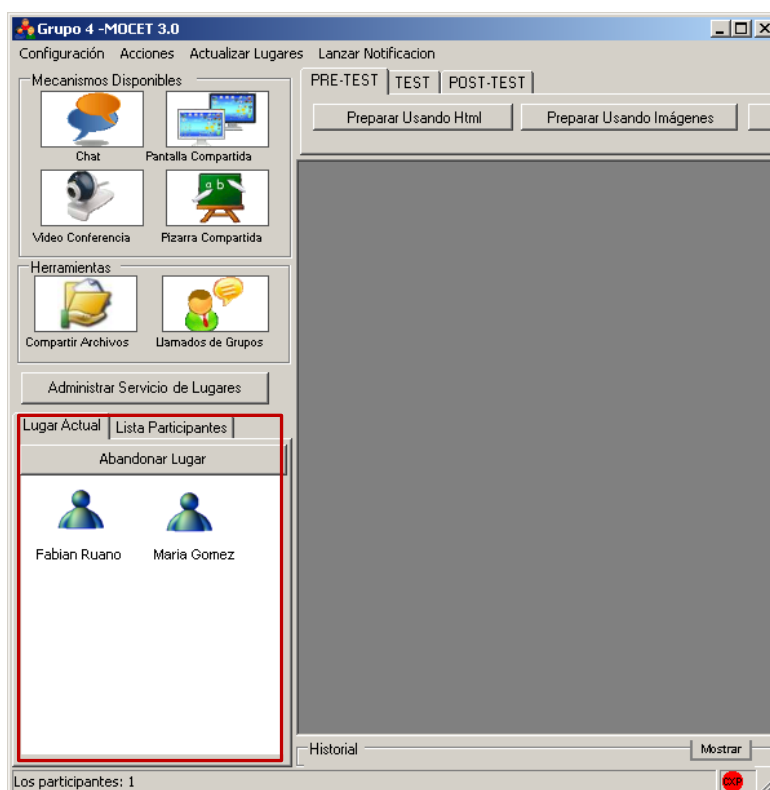 Grupo 4 -MOCET 3.0
Configuración Acciones Actualizar Lugares Lanzar Notificacion
Mecanismos Disponibles
Chat Pantalla Compartida
Video Conferencia Pizarra Compartida
a b
Herramientas
Compartir Archivos Llamados de Grupos
Administrar Servicio de Lugares
Lugar Actual Lista Participantes
Abandonar Lugar
Fabian Ruano Maria Gomez
PRE-TEST TEST POST-TEST
Preparar Usando Html Preparar Usando Imágenes
Historial Mostrar
Los participantes: 1
CXP